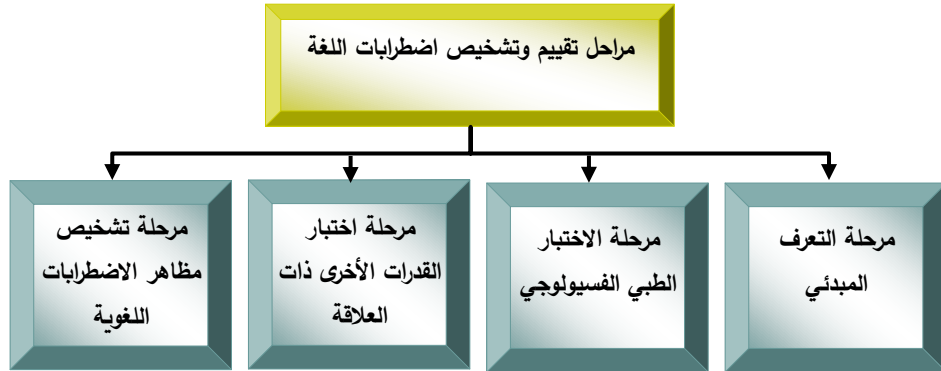 مراحل تقييم وتشخيص اضطرابات اللغة
مرحلة التعرف
المبدئي
مرحلة الاختبار
الطبي الفسيولوجي
مرحلة اختبار
القدرات الأخرى ذات
العلاقة
مرحلة تشخيص
مظاهر الاضطرابات
اللغوية